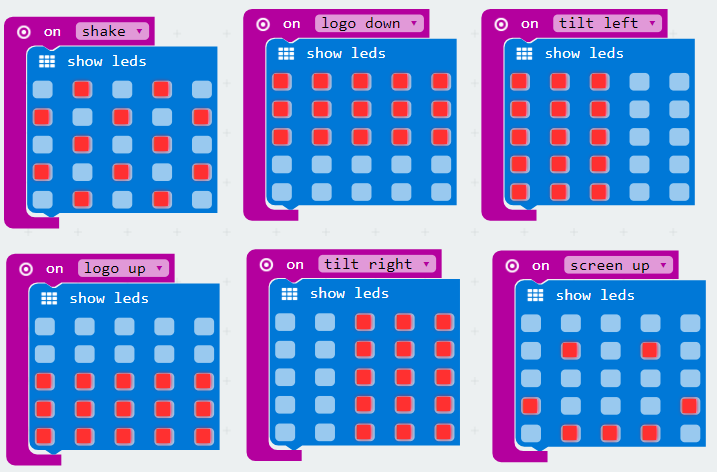 on shake
show leds
on logo down
show leds
on tilt left
show leds
on logo up
show leds
on tilt right
show leds
on screen up
show leds